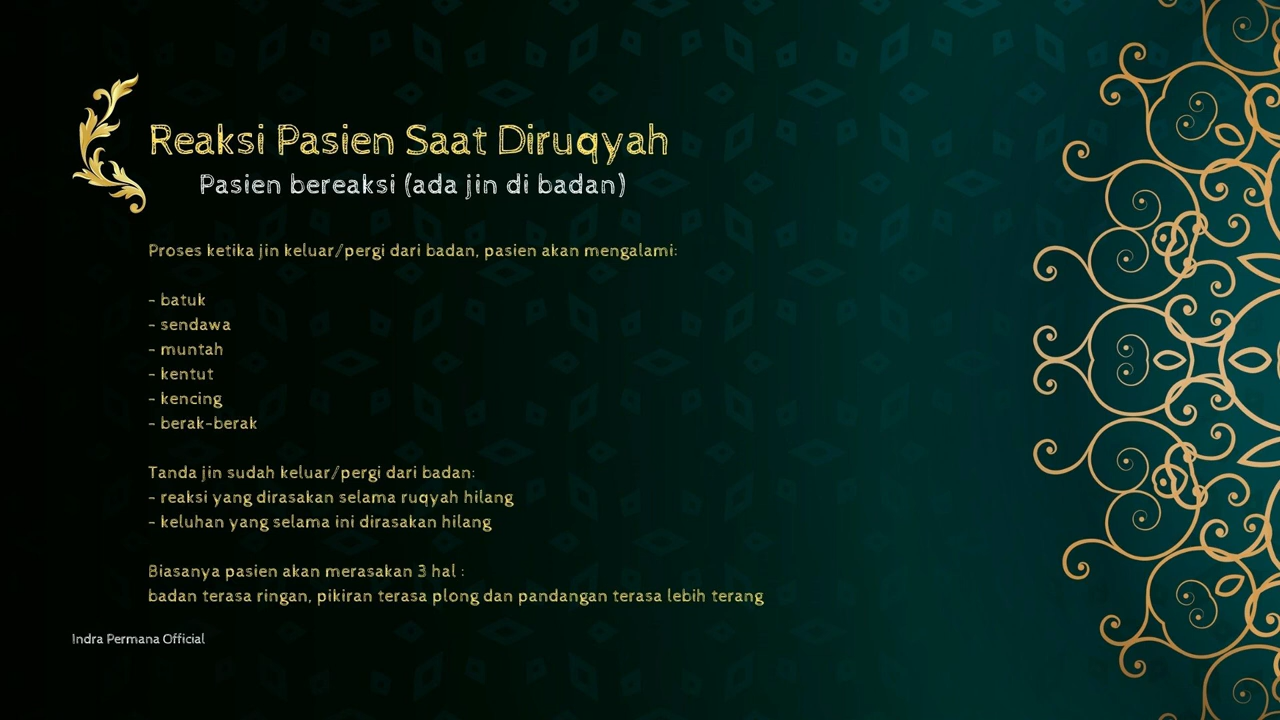 Reaksi Pasien Saat Diruqyah
Pasien bereaksi (ada jin di badan)
Proses ketika jin keluar/pergi dari badan, pasien akan mengalami:
- batuk
- sendawa
- muntah
- kentut
- kencing
- berak-berak
Tanda jin sudah keluar/pergi dari badan:
- reaksi yang dirasakan selama ruqyah hilang
- keluhan yang selama ini dirasakan hilang
Biasanya pasien akan merasakan 3 hal :
badan terasa ringan, pikiran terasa plong dan pandangan terasa lebih terang
Indra Permana Official